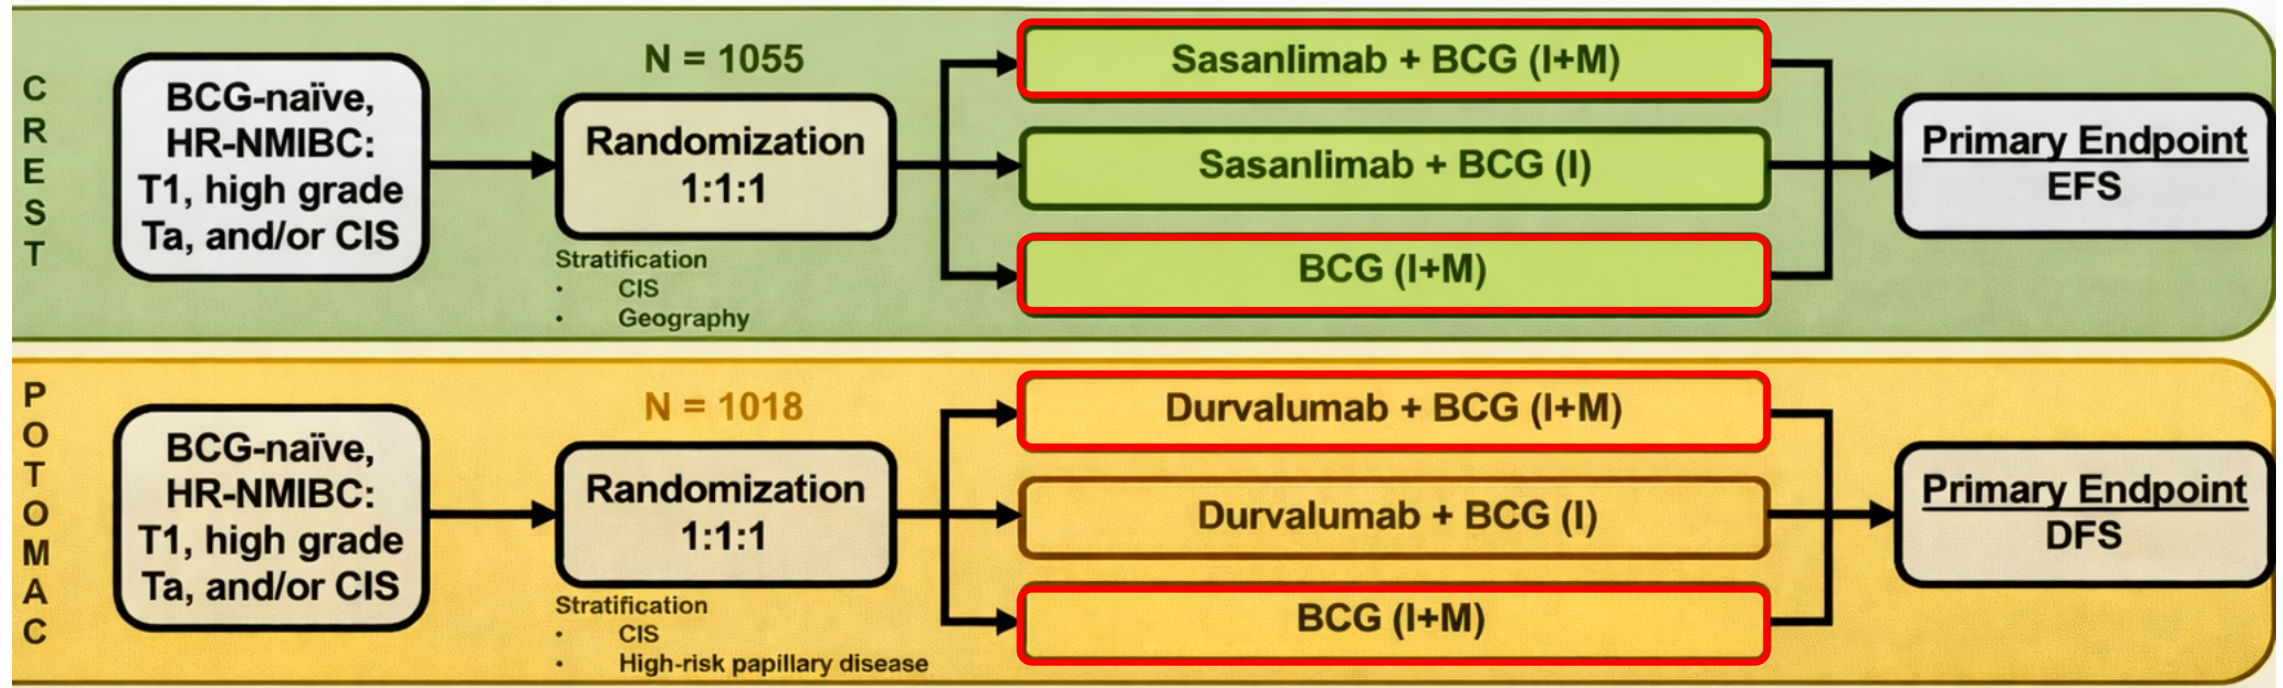 CREST
BCG-naïve,
HR-NMIBC:
T1, high grade
Ta, and/or CIS
N = 1055
Randomization
1:1:1
Stratification
• CIS
• Geography
Sasanlimab + BCG (I+M)
Sasanlimab + BCG (I)
BCG (I+M)
Primary Endpoint
EFS
POTOMAC
BCG-naïve,
HR-NMIBC:
T1, high grade
Ta, and/or CIS
N = 1018
Randomization
1:1:1
Stratification
• CIS
• High-risk papillary disease
Durvalumab + BCG (I+M)
Durvalumab + BCG (I)
BCG (I+M)
Primary Endpoint
DFS